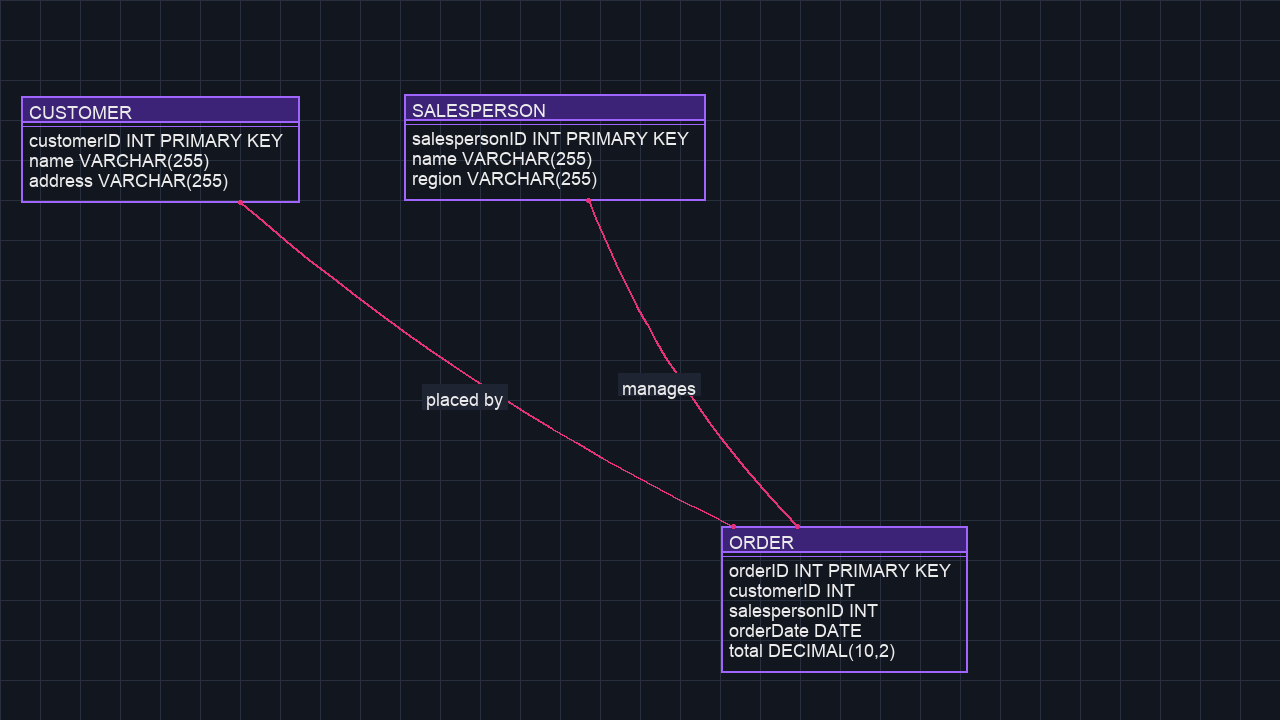 CUSTOMER
customerID INT PRIMARY KEY
name VARCHAR(255)
address VARCHAR(255)
SALESPERSON
salespersonID INT PRIMARY KEY
name VARCHAR(255)
region VARCHAR(255)
placed by
manages
ORDER
orderID INT PRIMARY KEY
customerID INT
salespersonID INT
orderDate DATE
total DECIMAL(10,2)